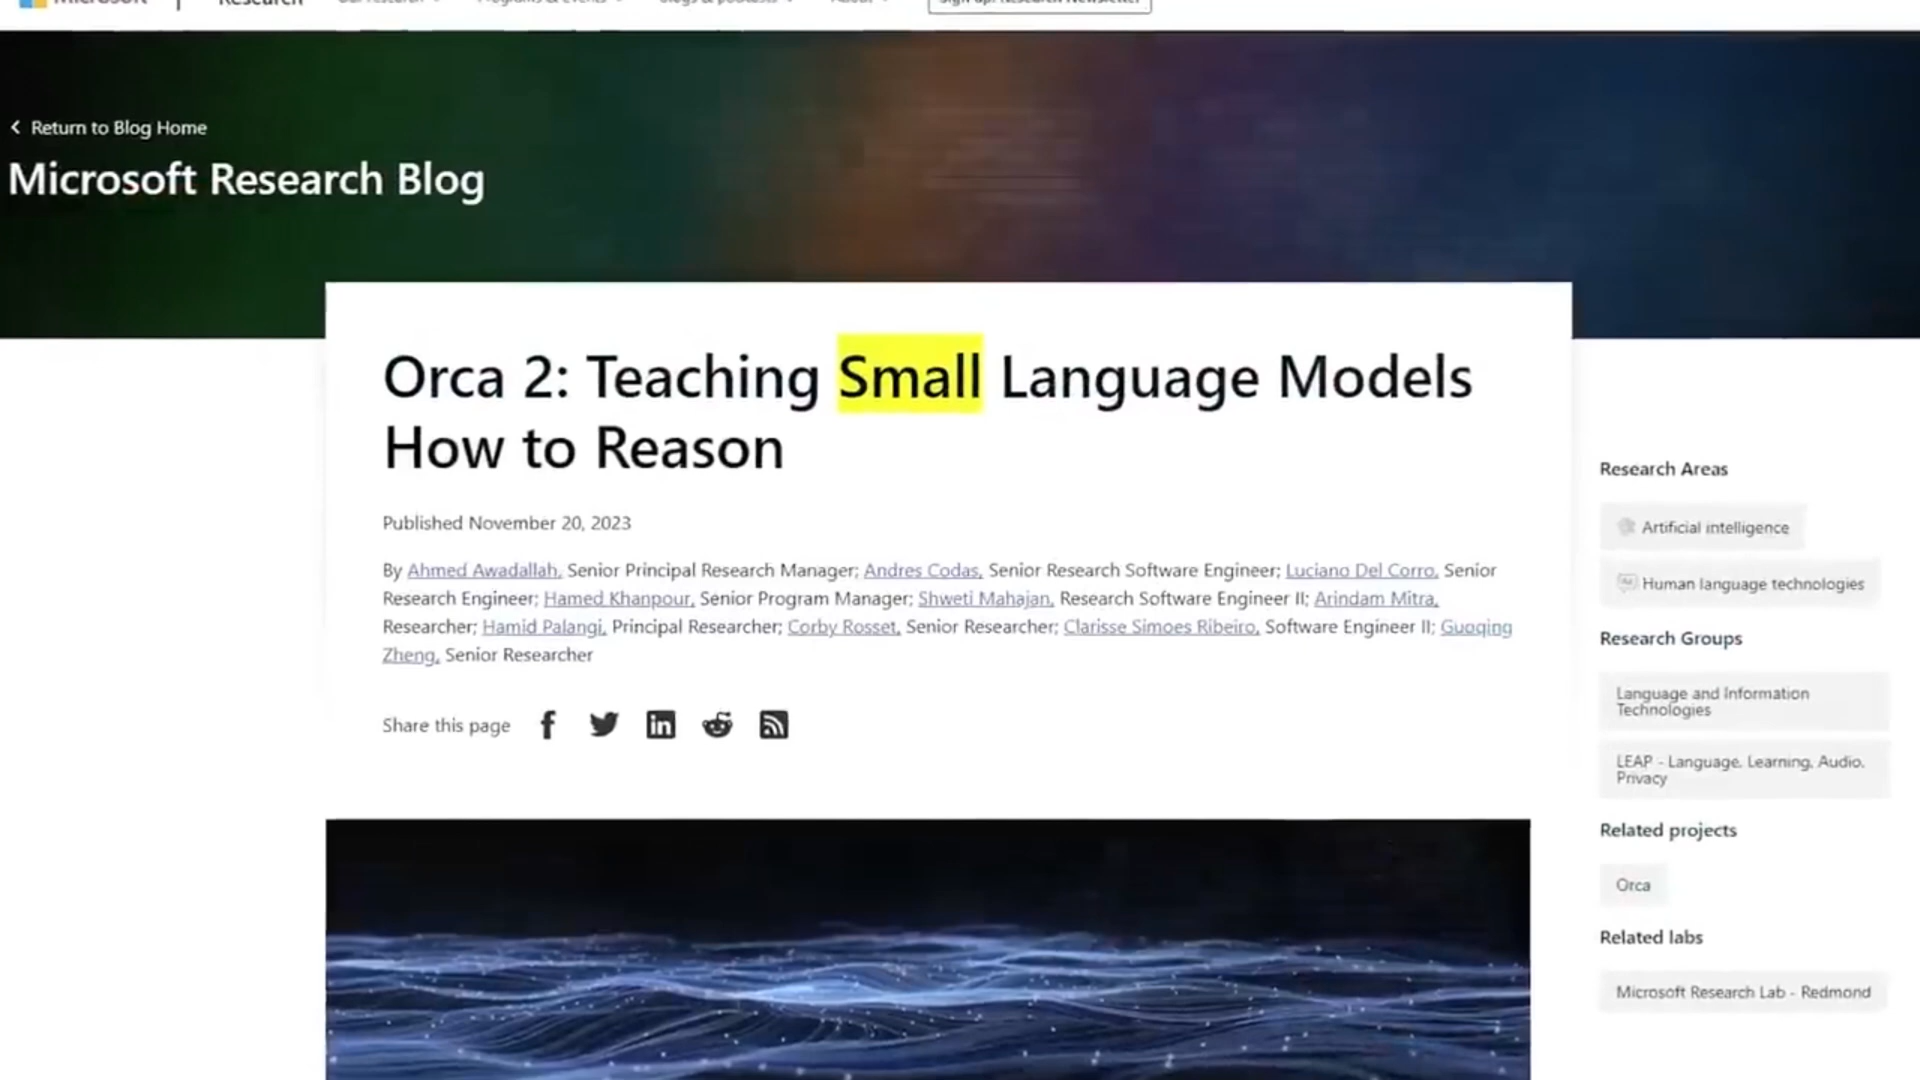 Microsoft | Research
‹ Return to Blog Home
Microsoft Research Blog
Orca 2: Teaching Small Language Models
How to Reason
Published November 20, 2023
By Ahmed Awadallah, Senior Principal Research Manager; Andres Codas, Senior Research Software Engineer; Luciano Del Corro, Senior
Research Engineer; Hamed Khanpour, Senior Program Manager; Shweti Mahajan, Research Software Engineer II; Arindam Mitra,
Researcher; Hamid Palangi, Principal Researcher; Corby Rosset, Senior Researcher; Clarisse Simoes Ribeiro, Software Engineer II; Guoqing
Zheng, Senior Researcher
Share this page
Research Areas
Artificial intelligence
Human language technologies
Research Groups
Language and Information
Technologies
LEAP - Language, Learning, Audio,
Privacy
Related projects
Orca
Related labs
Microsoft Research Lab - Redmond